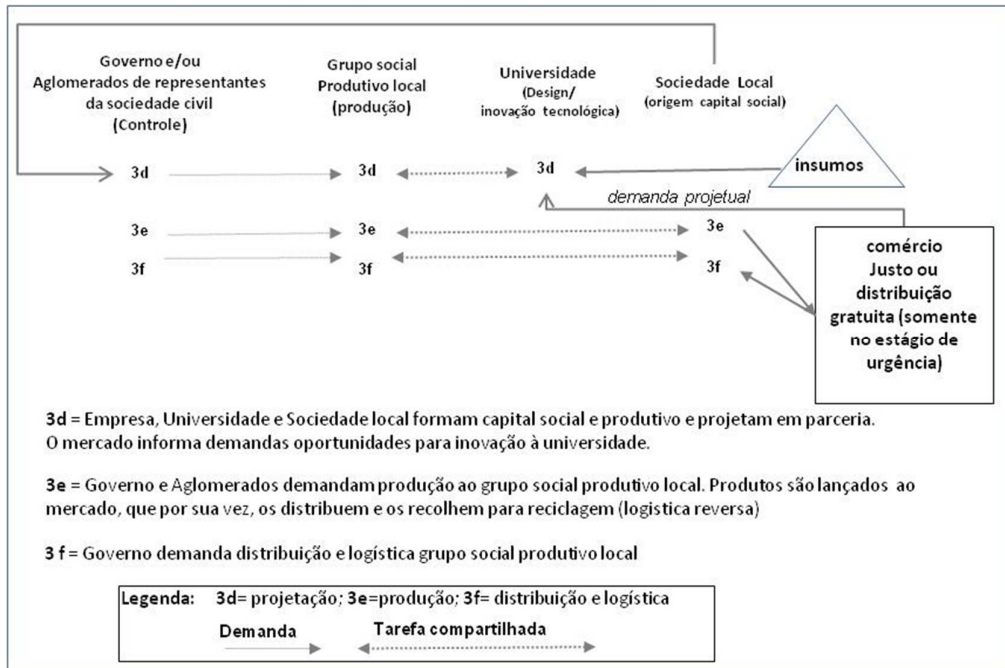 Governo e/ou
Aglomerados de representantes
da sociedade civil
(Controle)
Grupo social
Produtivo local
(produção)
Universidade
(Design/
inovação tecnológica)
Sociedade Local
(origem capital social)
3d
3d
3d
insumos
demanda projetual
3e
3e
3e
3f
3f
3f
comércio
Justo ou
distribuição
gratuita (somente
no estágio de
urgência)
3d = Empresa, Universidade e Sociedade local formam capital social e produtivo e projetam em parceria.
O mercado informa demandas oportunidades para inovação à universidade.
3e = Governo e Aglomerados demandam produção ao grupo social produtivo local. Produtos são lançados ao
mercado, que por sua vez, os distribuem e os recolhem para reciclagem (logistica reversa)
3 f = Governo demanda distribuição e logística grupo social produtivo local
Legenda: 3d= projetação; 3e=produção; 3f= distribuição e logística
Demanda Tarefa compartilhada